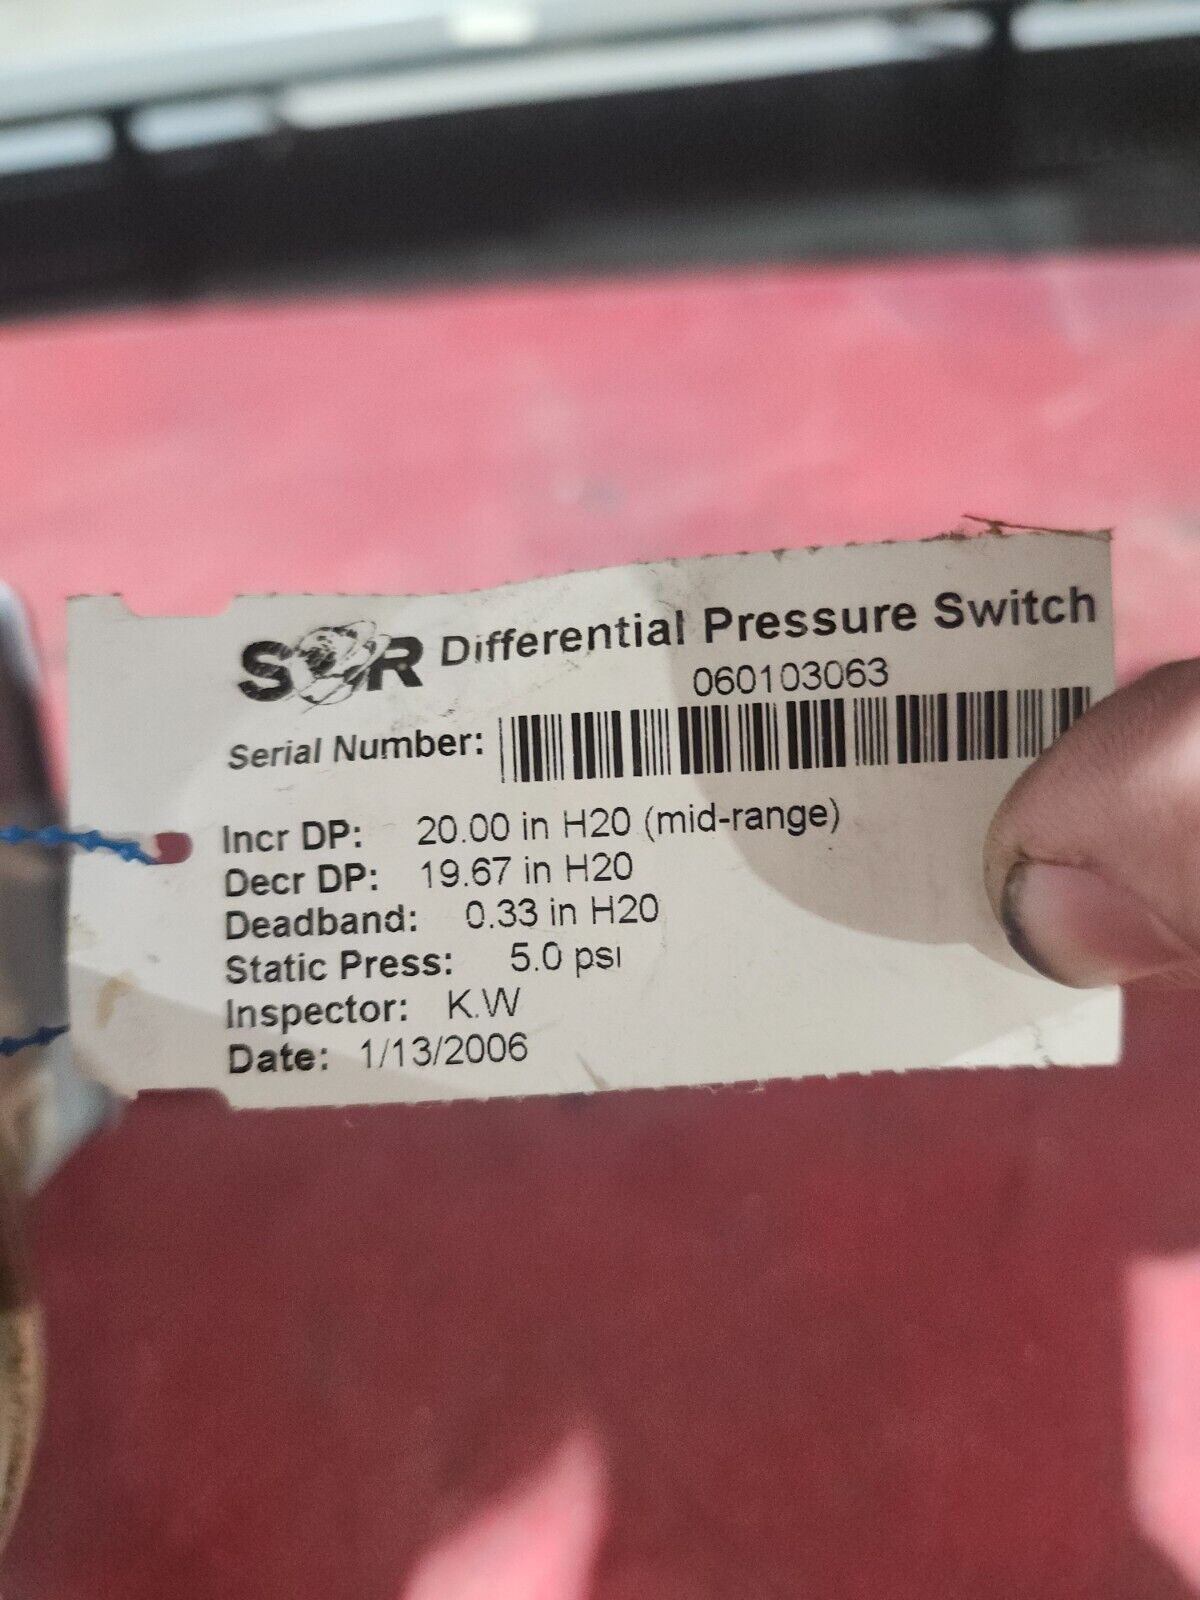 SOR Differential Pressure Switch
060103063
Serial Number:
Incr DP: 20.00 in H20 (mid-range)
Decr DP: 19.67 in H20
Deadband: 0.33 in H20
Static Press: 5.0 psi
Inspector: K.W
Date: 1/13/2006